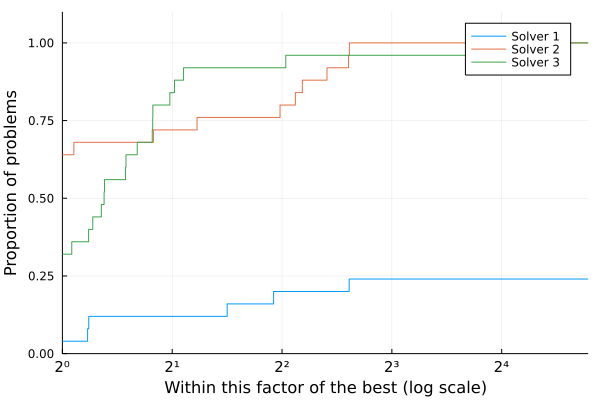 Proportion of problems
1.00
0.75
0.50
0.25
0.00
Solver 1
Solver 2
Solver 3
2⁰ 2¹ 2² 2³ 2⁴
Within this factor of the best (log scale)